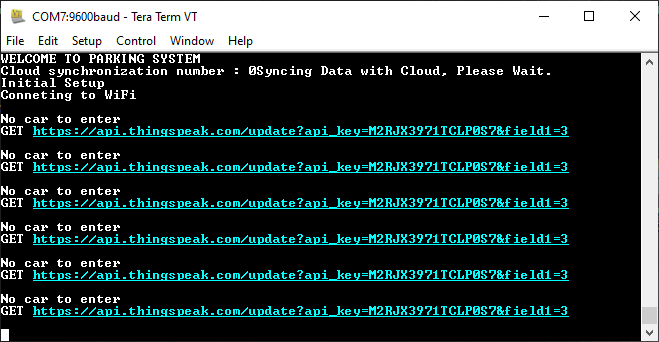 COM7:9600baud - Tera Term VT
File Edit Setup Control Window Help
WELCOME TO PARKING SYSTEM
Cloud synchronization number : 0Syncing Data with Cloud, Please Wait.
Initial Setup
Conneting to WiFi
No car to enter
GET https://api.thingspeak.com/update?api_key=M2RJX3971TCLP0S7&field1=3
No car to enter
GET https://api.thingspeak.com/update?api_key=M2RJX3971TCLP0S7&field1=3
No car to enter
GET https://api.thingspeak.com/update?api_key=M2RJX3971TCLP0S7&field1=3
No car to enter
GET https://api.thingspeak.com/update?api_key=M2RJX3971TCLP0S7&field1=3
No car to enter
GET https://api.thingspeak.com/update?api_key=M2RJX3971TCLP0S7&field1=3
No car to enter
GET https://api.thingspeak.com/update?api_key=M2RJX3971TCLP0S7&field1=3